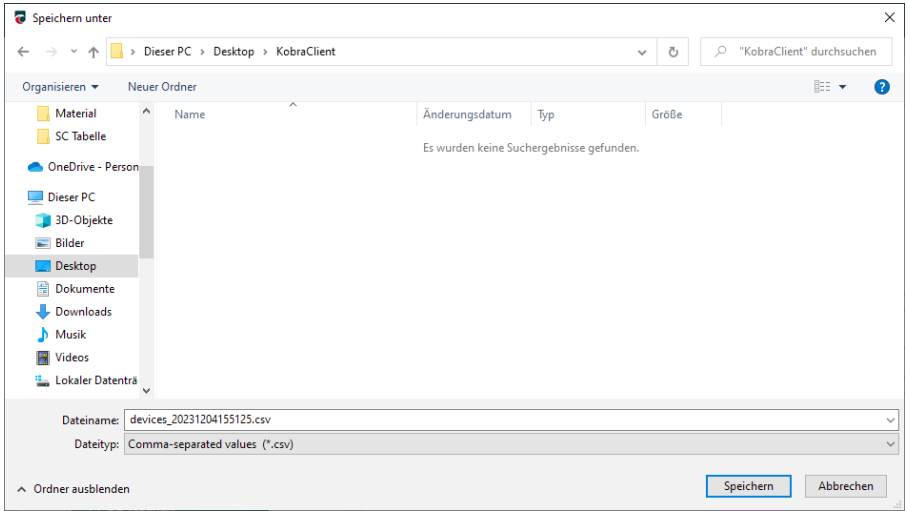 Speichern unter
Dieser PC > Desktop > KobraClient
"KobraClient" durchsuchen
Organisieren Neuer Ordner
Name Änderungsdatum Typ Größe
Es wurden keine Suchergebnisse gefunden.
Material
SC Tabelle
OneDrive - Person
Dieser PC
3D-Objekte
Bilder
Desktop
Dokumente
Downloads
Musik
Videos
Lokaler Datenträ
Dateiname: devices_20231204155125.csv
Dateityp: Comma-separated values (*.csv)
Ordner ausblenden
Speichern Abbrechen